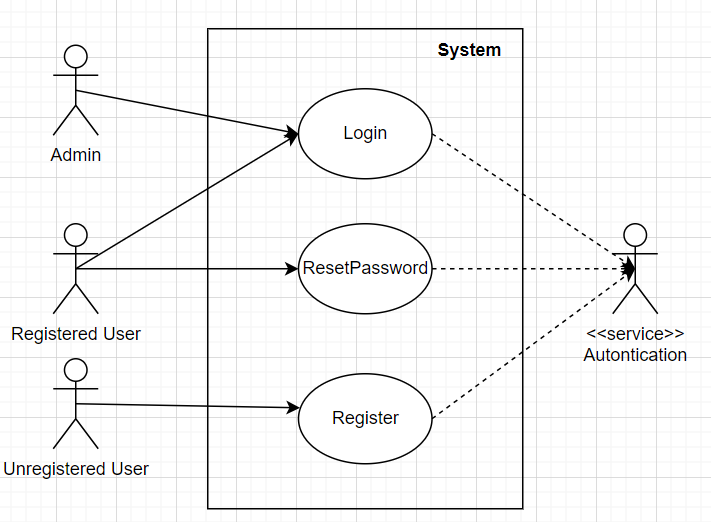 System
Login
Admin
ResetPassword
Registered User
<<service>>
Autontication
Register
Unregistered User